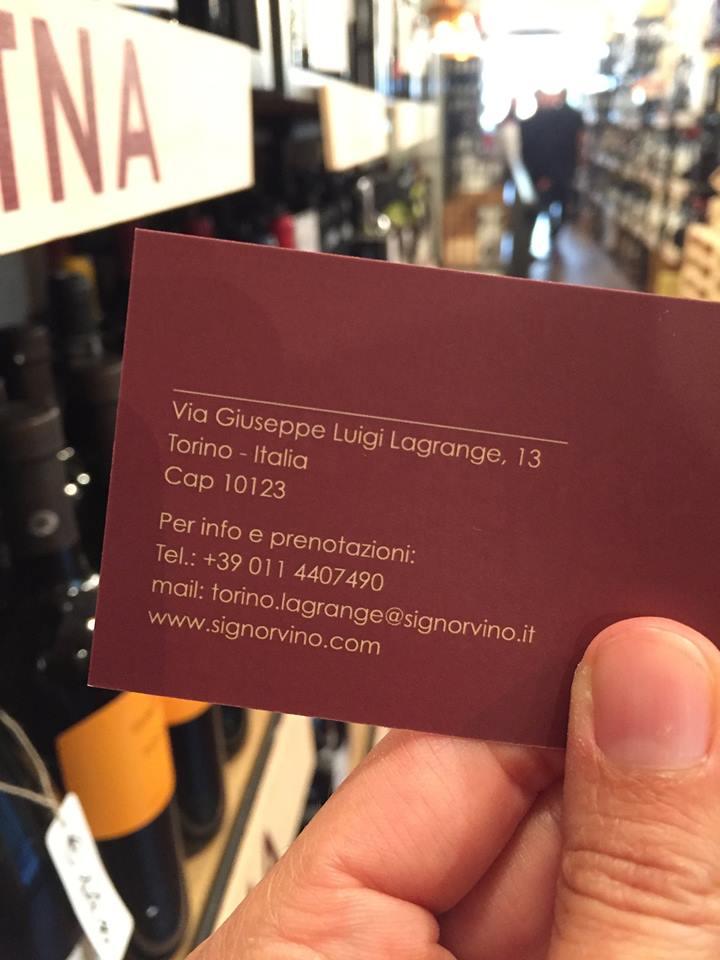 TNA
Via Giuseppe Luigi Lagrange, 13
Torino - Italia
Cap 10123
Per info e prenotazioni:
Tel.: +39 011 4407490
mail: torino.lagrange@signorvino.it
www.signorvino.com